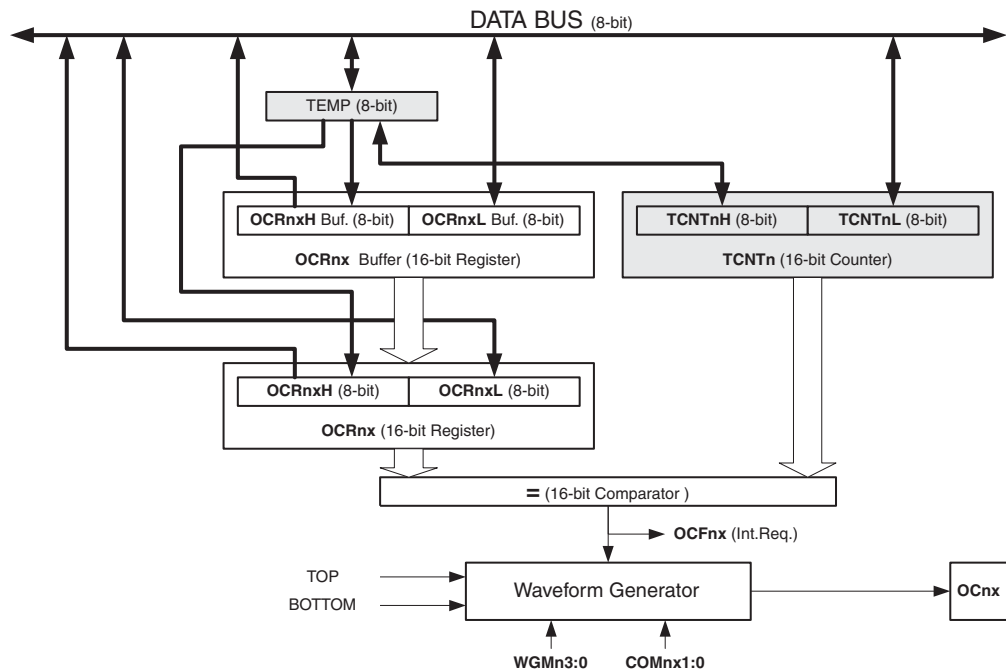 DATA BUS (8-bit)
TEMP (8-bit)
OCRnxH Buf. (8-bit) OCRnxL Buf. (8-bit)
OCRnx Buffer (16-bit Register)
TCNTnH (8-bit) TCNTnL (8-bit)
TCNTn (16-bit Counter)
OCRnxH (8-bit) OCRnxL (8-bit)
OCRnx (16-bit Register)
= (16-bit Comparator )
OCFnx (Int.Req.)
TOP
BOTTOM
Waveform Generator
OCnx
WGMn3:0 COMnx1:0